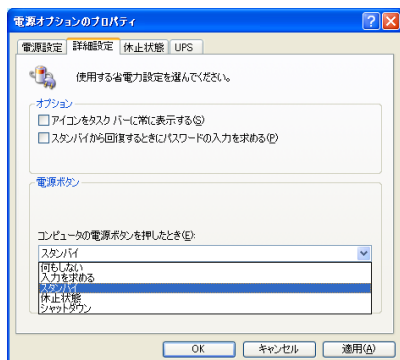 電源オプションのプロパティ
電源設定 詳細設定 休止状態 UPS
使用する省電力設定を選んでください。
オプション
アイコンをタスク バーに常に表示する(S)
スタンバイから回復するときにパスワードの入力を求める(P)
電源ボタン
コンピュータの電源ボタンを押したとき(E):
スタンバイ
何もしない
入力を求める
スタンバイ
休止状態
シャットダウン
OK キャンセル 適用(A)